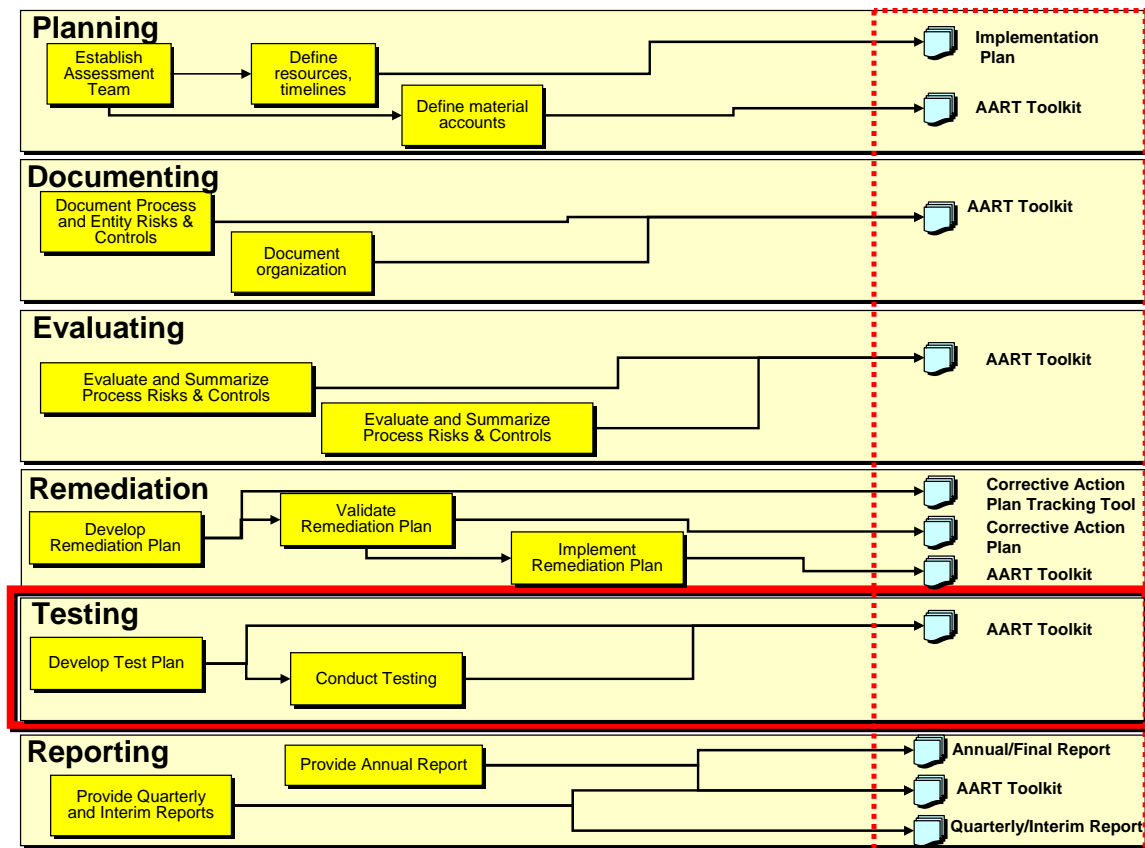 Planning
Establish
Assessment
Team
Define
resources,
timelines
Define material
accounts
Implementation
Plan
AART Toolkit
Documenting
Document Process
and Entity Risks &
Controls
Document
organization
AART Toolkit
Evaluating
Evaluate and Summarize
Process Risks & Controls
Evaluate and Summarize
Process Risks & Controls
AART Toolkit
Remediation
Develop
Remediation Plan
Validate
Remediation Plan
Implement
Remediation Plan
Corrective Action
Plan Tracking Tool
Corrective Action
Plan
AART Toolkit
Testing
Develop Test Plan
Conduct Testing
AART Toolkit
Reporting
Provide Quarterly
and Interim Reports
Provide Annual Report
Annual/Final Report
AART Toolkit
Quarterly/Interim Report